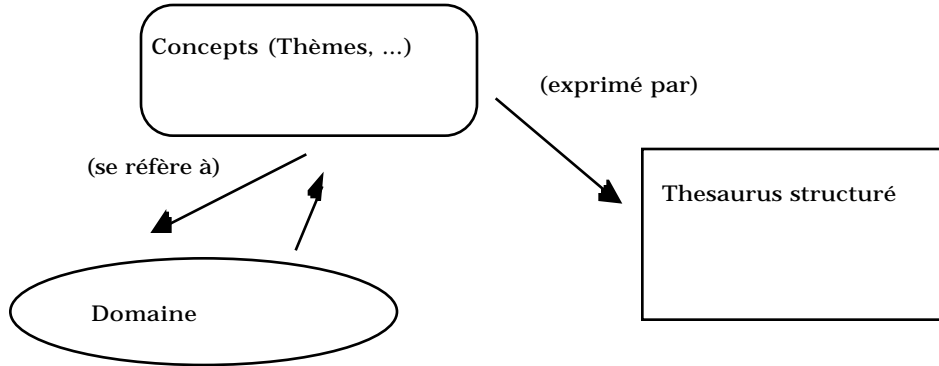 Concepts (Thèmes, ...)
(exprimé par)
(se réfère à)
Thesaurus structuré
Domaine